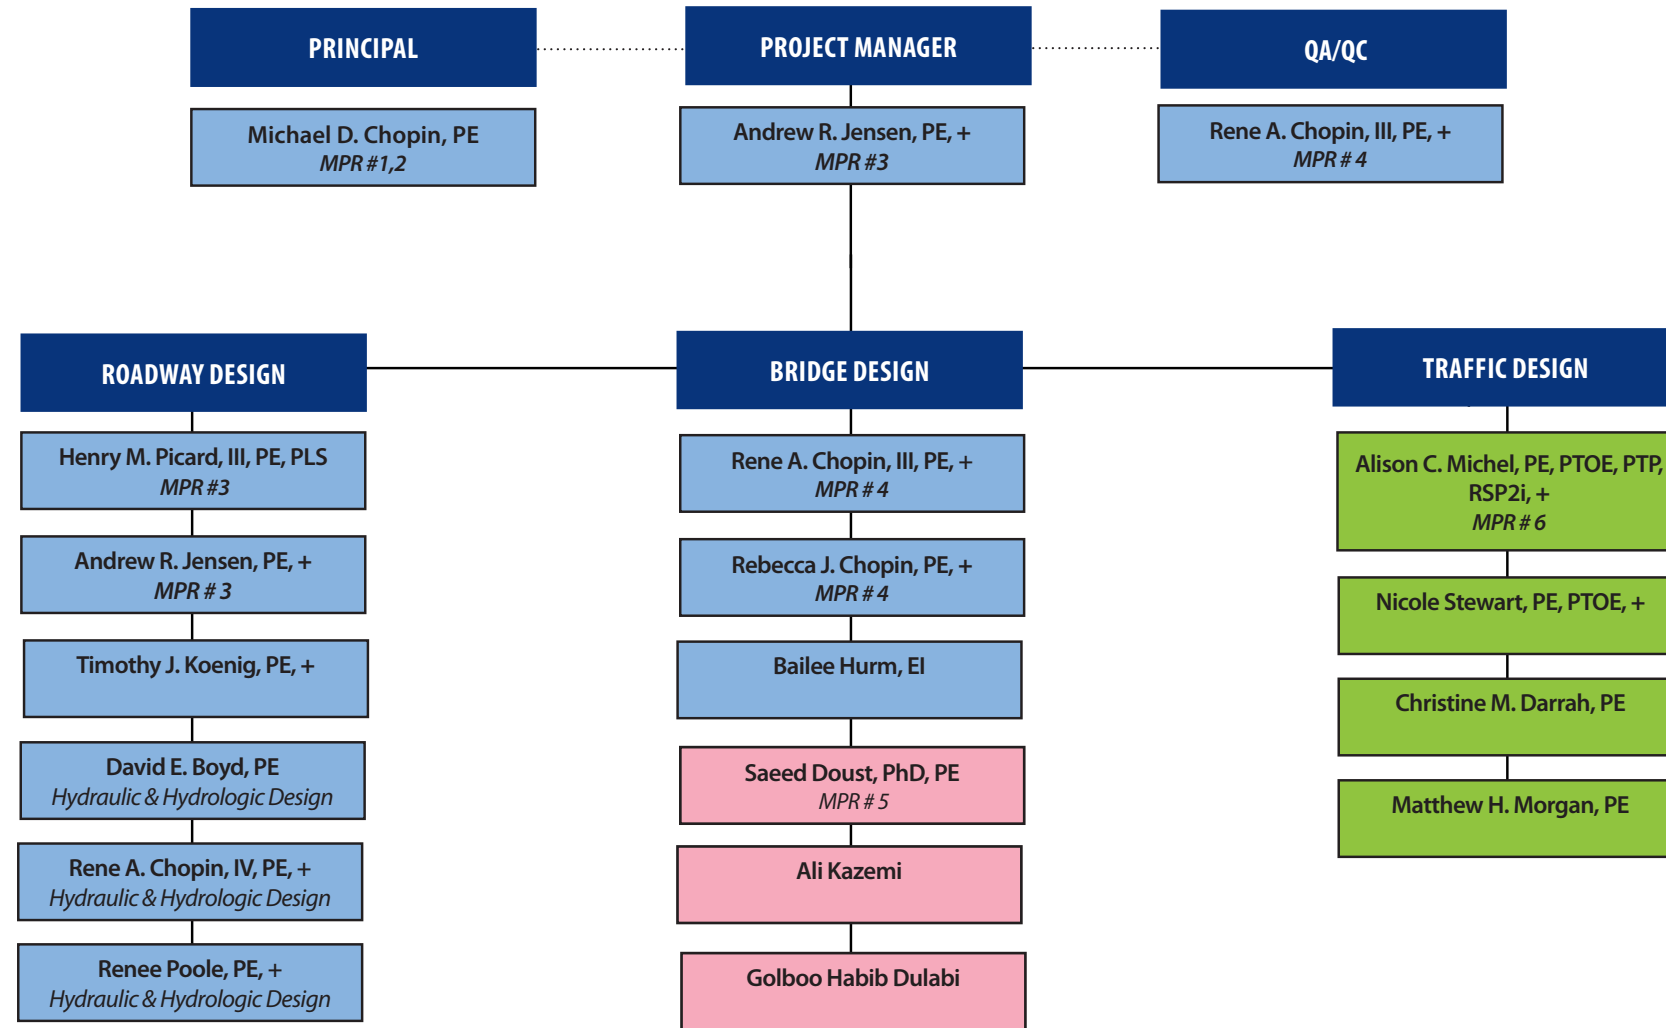 PRINCIPAL
PROJECT MANAGER
QA/QC
Michael D. Chopin, PE
MPR #1,2
Andrew R. Jensen, PE, +
MPR #3
Rene A. Chopin, III, PE, +
MPR # 4
ROADWAY DESIGN
BRIDGE DESIGN
TRAFFIC DESIGN
Henry M. Picard, III, PE, PLS
MPR #3
Andrew R. Jensen, PE, +
MPR # 3
Timothy J. Koenig, PE, +
David E. Boyd, PE
Hydraulic & Hydrologic Design
Rene A. Chopin, IV, PE, +
Hydraulic & Hydrologic Design
Renee Poole, PE, +
Hydraulic & Hydrologic Design
Rene A. Chopin, III, PE, +
MPR # 4
Rebecca J. Chopin, PE, +
MPR # 4
Bailee Hurm, EI
Saeed Doust, PhD, PE
MPR # 5
Ali Kazemi
Golboo Habib Dulabi
Alison C. Michel, PE, PTOE, PTP,
RSP2i, +
MPR # 6
Nicole Stewart, PE, PTOE, +
Christine M. Darrah, PE
Matthew H. Morgan, PE